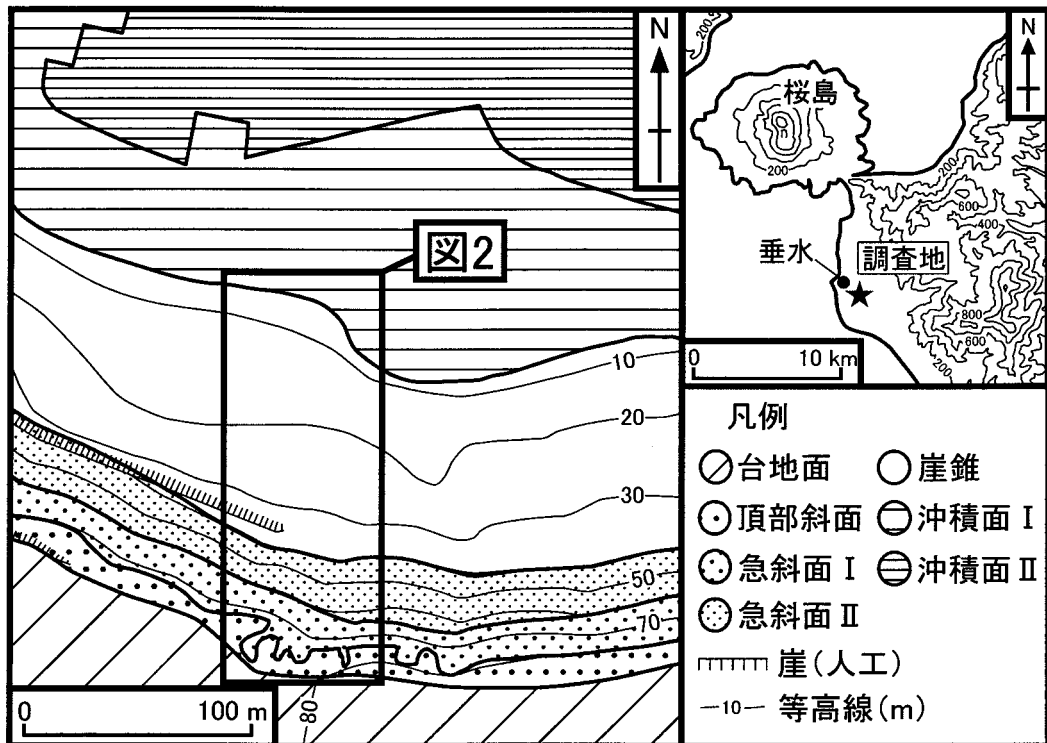 N
図2
10
20
30
50
70
80
0 100 m
N
200
桜島
200
200
600
400
垂水
調査地
800
600
200
0 10 km
凡例
台地面 崖錐
頂部斜面 沖積面 I
急斜面 I 沖積面 II
急斜面 II
崖(人工)
-10- 等高線(m)